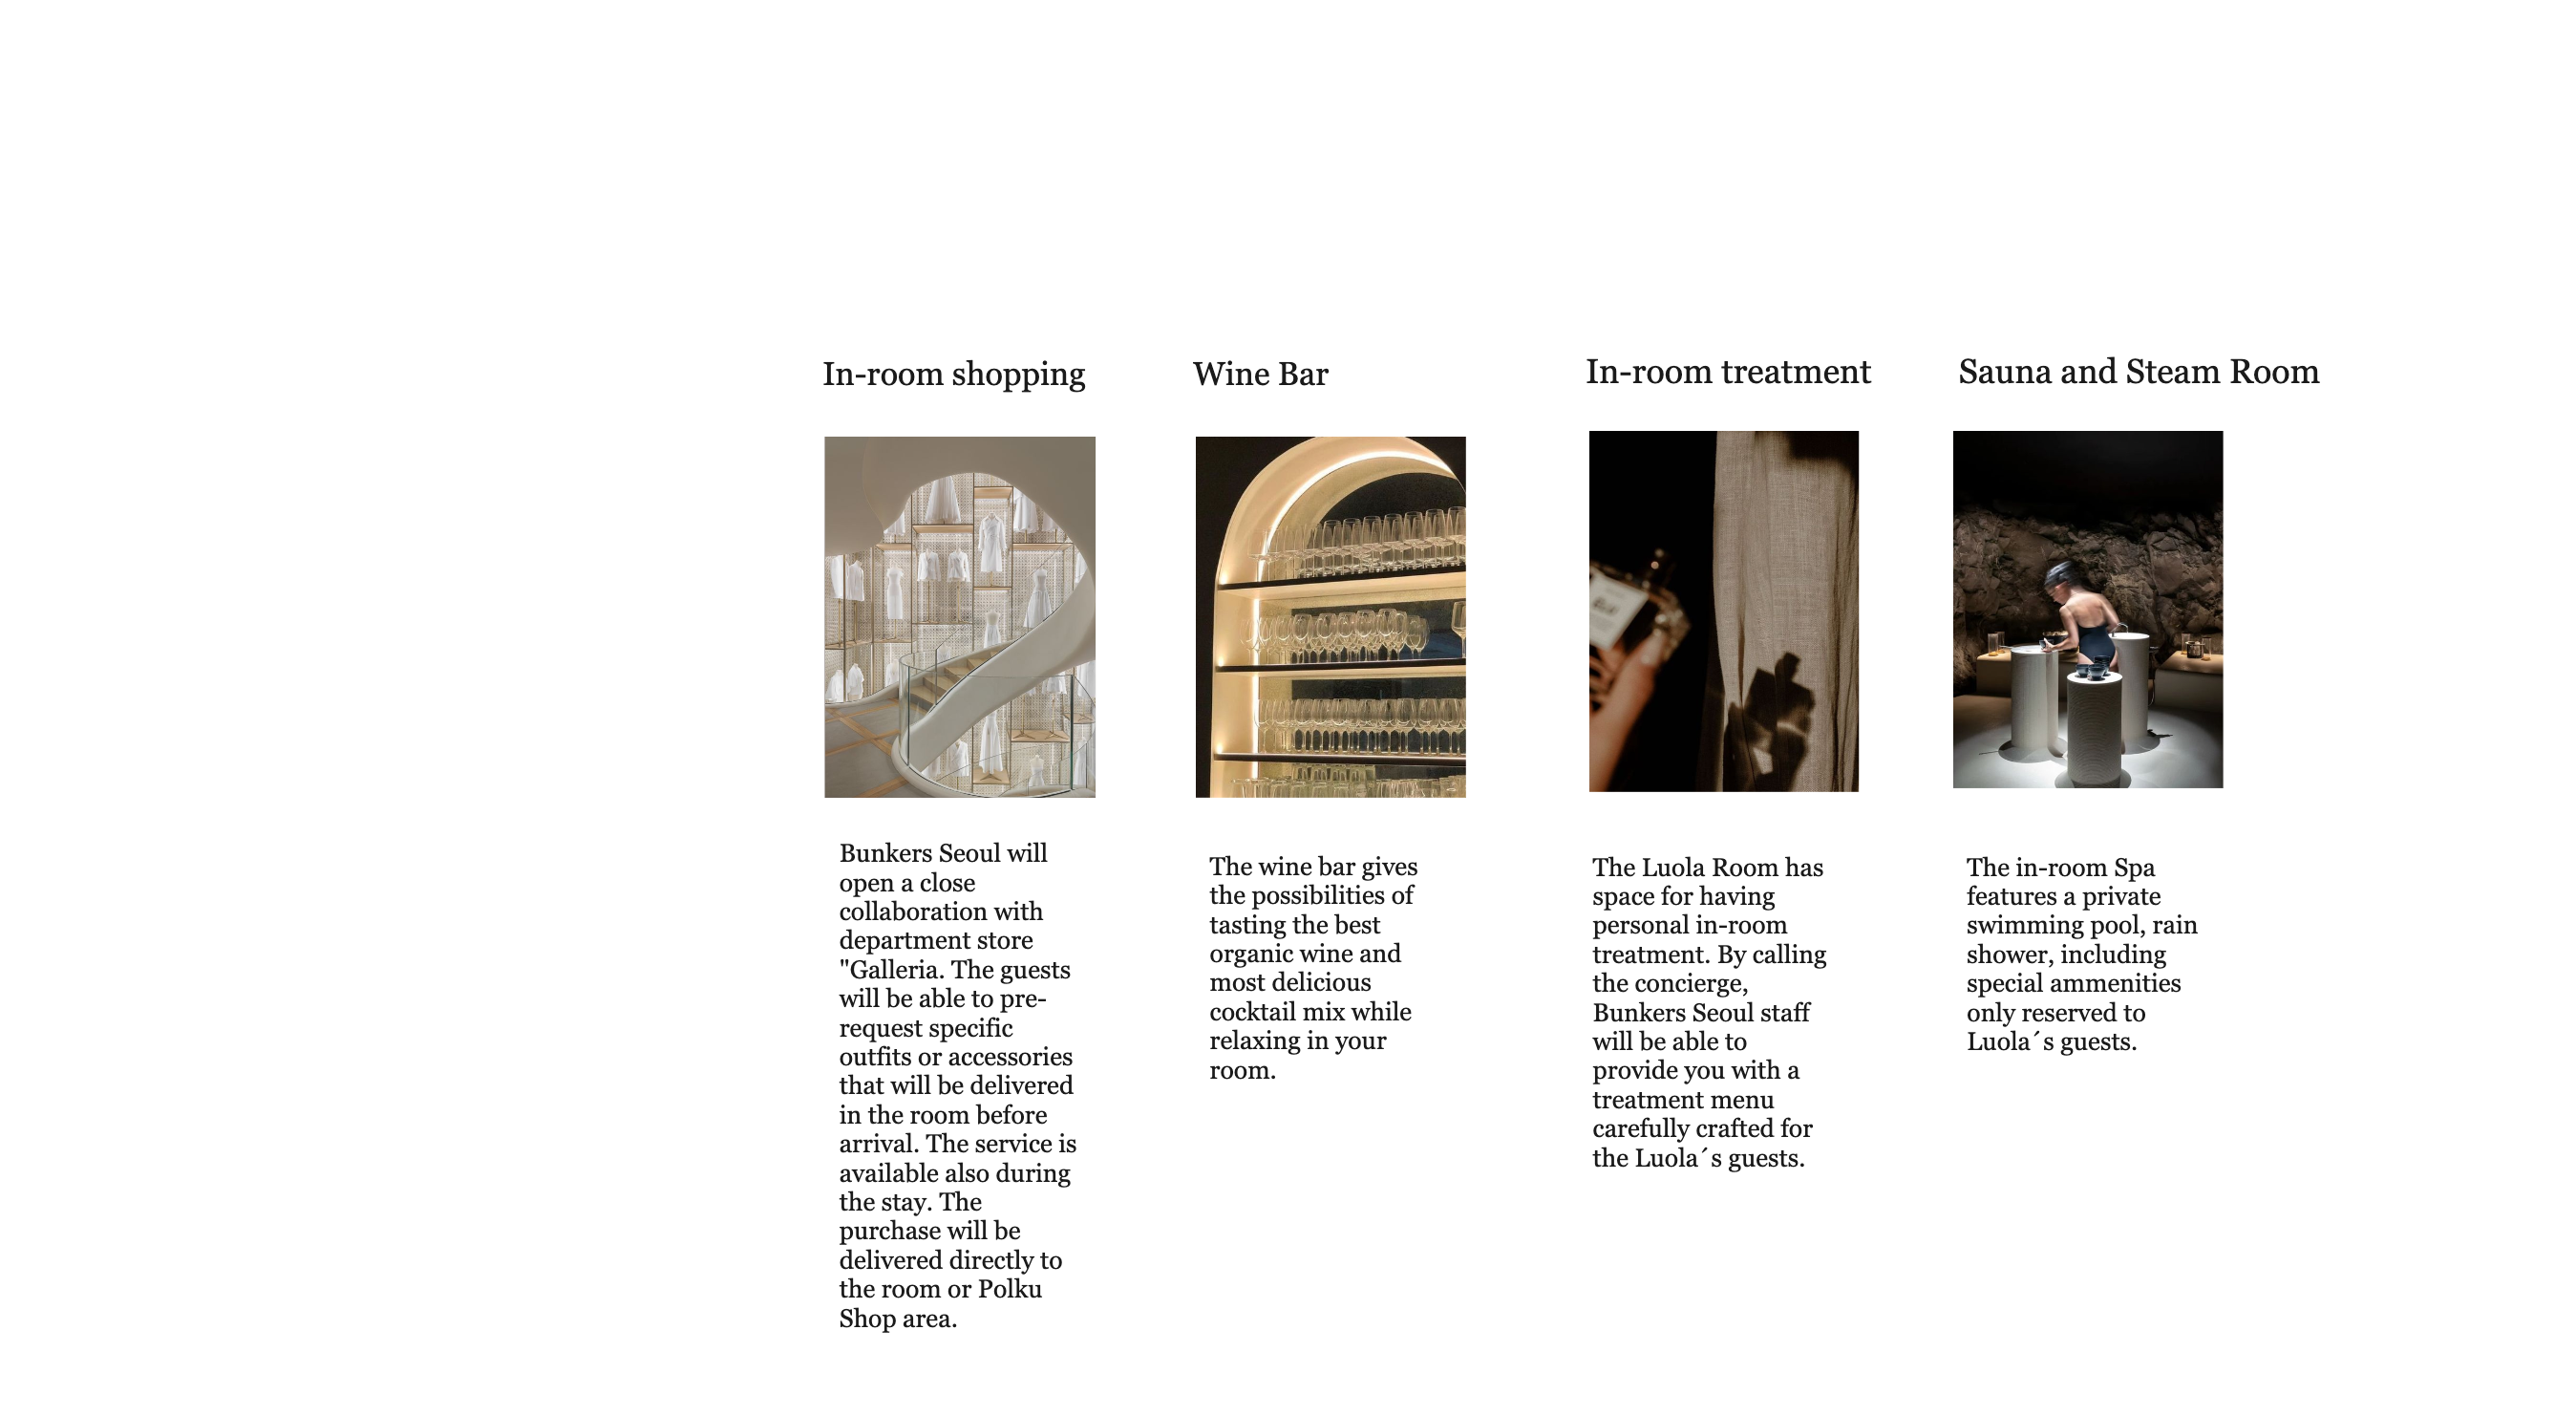 In-room shopping
Bunkers Seoul will
open a close
collaboration with
department store
"Galleria. The guests
will be able to pre-
request specific
outfits or accessories
that will be delivered
in the room before
arrival. The service is
available also during
the stay. The
purchase will be
delivered directly to
the room or Polku
Shop area.
Wine Bar
The wine bar gives
the possibilities of
tasting the best
organic wine and
most delicious
cocktail mix while
relaxing in your
room.
In-room treatment
The Luola Room has
space for having
personal in-room
treatment. By calling
the concierge,
Bunkers Seoul staff
will be able to
provide you with a
treatment menu
carefully crafted for
the Luola´s guests.
Sauna and Steam Room
The in-room Spa
features a private
swimming pool, rain
shower, including
special ammenities
only reserved to
Luola´s guests.